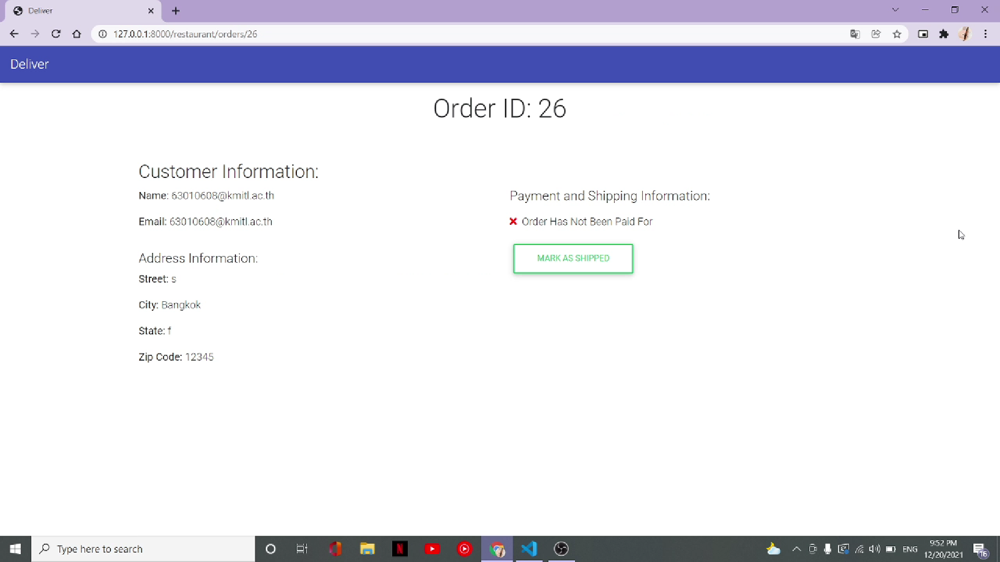 Deliver
127.0.0.1:8000/restaurant/orders/26
Deliver
Order ID: 26
Customer Information:
Name: 63010608@kmitl.ac.th
Email: 63010608@kmitl.ac.th
Payment and Shipping Information:
Order Has Not Been Paid For
MARK AS SHIPPED
Address Information:
Street: s
City: Bangkok
State: f
Zip Code: 12345
Type here to search
N
ENG
9:52 PM
12/20/2021
16